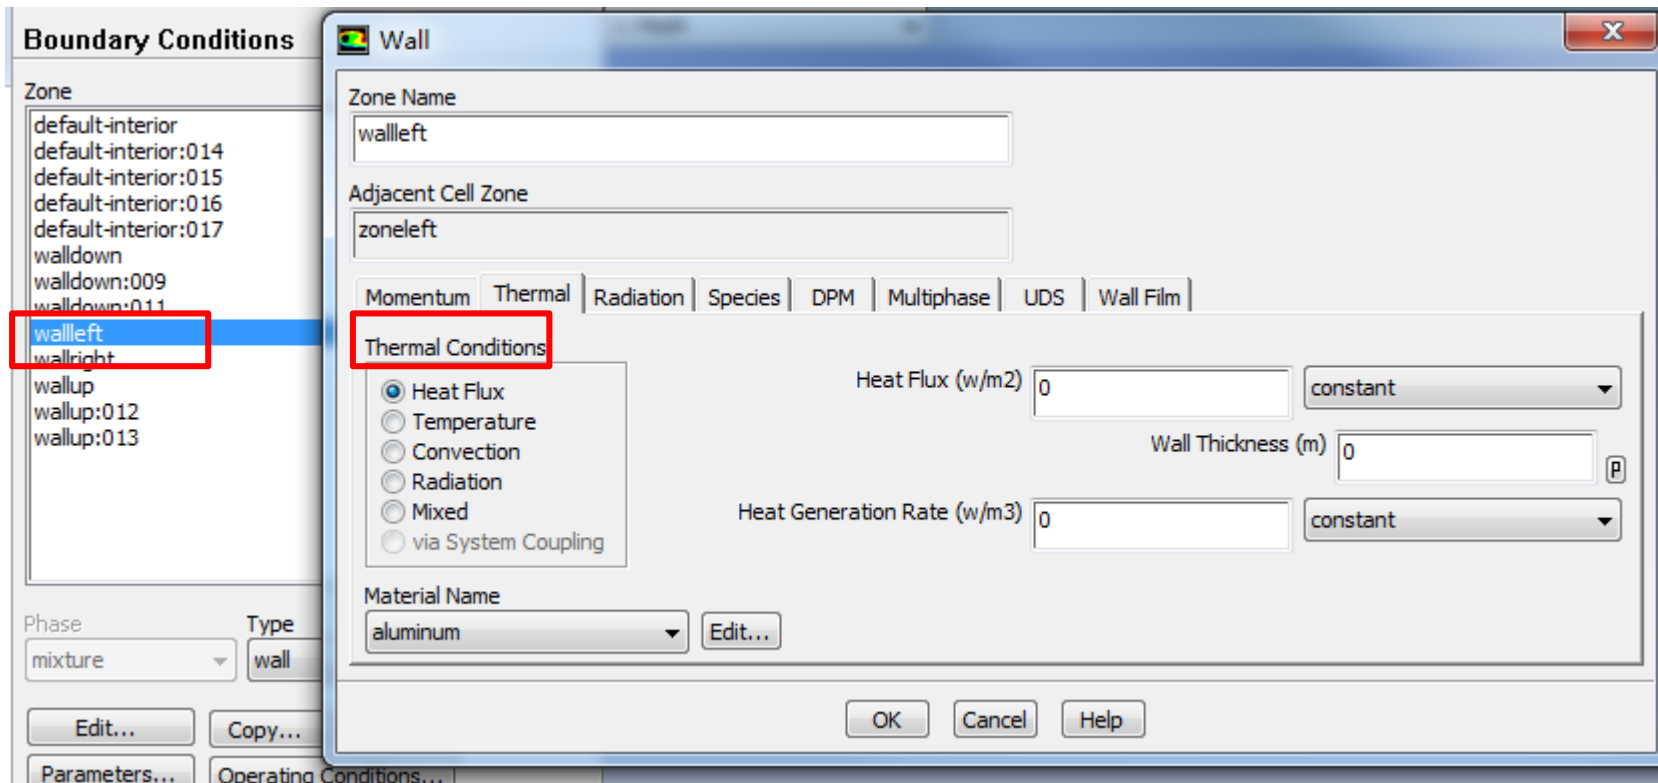 Boundary Conditions
Zone
default-interior
default-interior:014
default-interior:015
default-interior:016
default-interior:017
walldown
walldown:009
walldown:011
wallleft
wallright
wallup
wallup:012
wallup:013
Phase
Type
mixture
wall
Edit...
Copy...
Parameters...
Operating Conditions...
Wall
X
Zone Name
wallleft
Adjacent Cell Zone
zoneleft
Momentum
Thermal
Radiation
Species
DPM
Multiphase
UDS
Wall Film
Thermal Conditions
Heat Flux
Temperature
Convection
Radiation
Mixed
via System Coupling
Heat Flux (w/m2)
0
constant
Wall Thickness (m)
0
P
Heat Generation Rate (w/m3)
0
constant
Material Name
aluminum
Edit...
OK
Cancel
Help